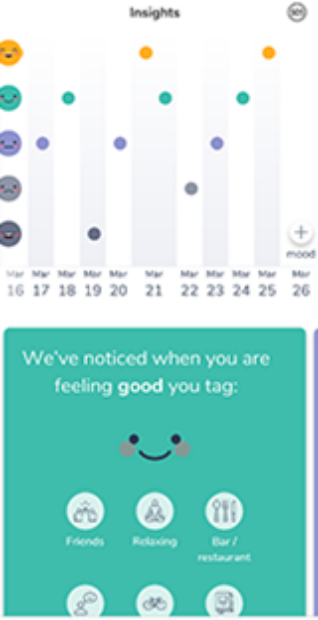 Insights
mood
Mar Mar Mar Mar Mar Mar Mar Mar Mar Mar Mar
16 17 18 19 20 21 22 23 24 25 26
We've noticed when you are
feeling good you tag:
Friends Relaxing Bar /
restaurant